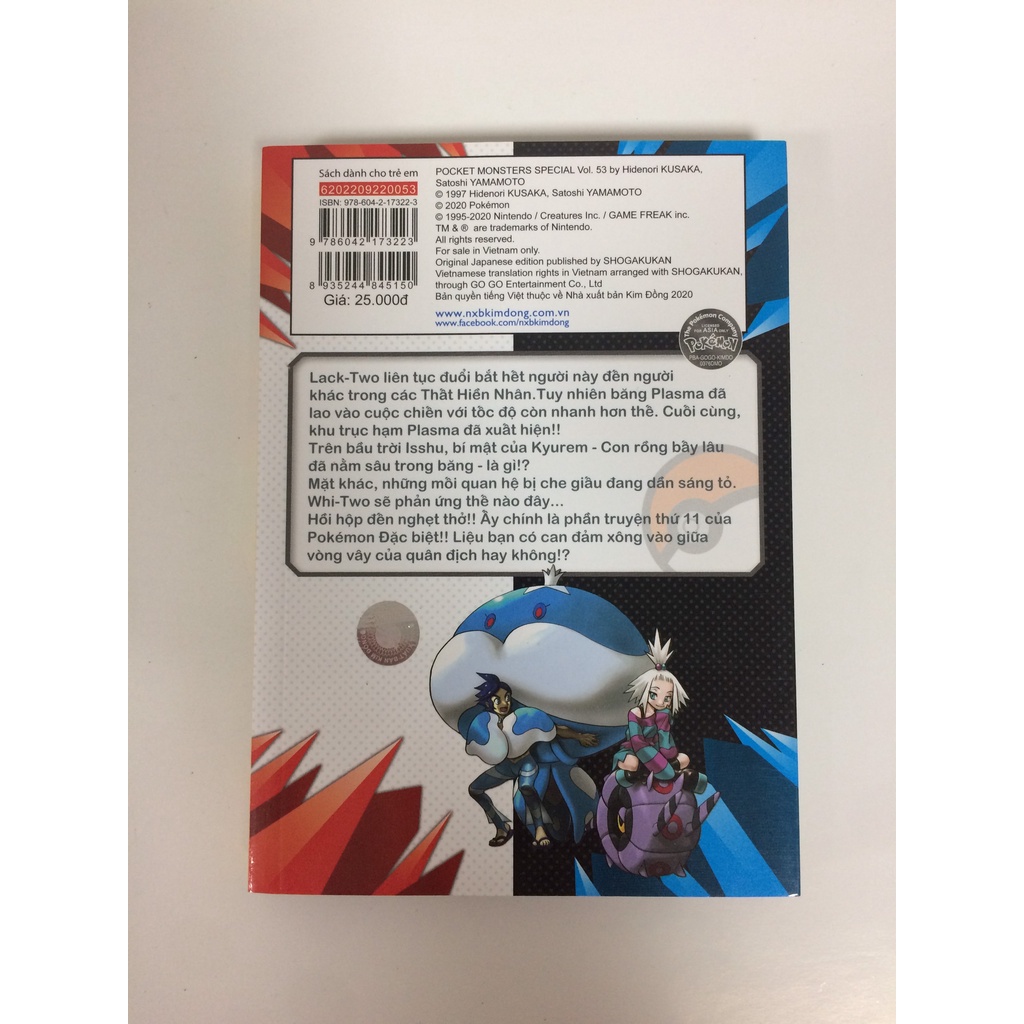 Sách dành cho trẻ em
6202209220053
ISBN: 978-604-2-17322-3
9 786042 173223
8 935244 845150
Giá: 25.000đ
POCKET MONSTERS SPECIAL Vol. 53 by Hidenori KUSAKA,
Satoshi YAMAMOTO
© 1997 Hidenori KUSAKA, Satoshi YAMAMOTO
© 2020 Pokémon
© 1995-2020 Nintendo / Creatures Inc. / GAME FREAK inc.
TM & ® are trademarks of Nintendo.
All rights reserved.
For sale in Vietnam only.
Original Japanese edition published by SHOGAKUKAN
Vietnamese translation rights in Vietnam arranged with SHOGAKUKAN,
through GO GO Entertainment Co., Ltd
Bản quyền tiếng Việt thuộc về Nhà xuất bản Kim Đồng 2020
www.nxbkimdong.com.vn
www.facebook.com/nxbkimdong
The Pokémon Company
LICENSED
FOR ASIA ONLY
POKéMON
Lack-Two liên tục đuổi bắt hết người này đến người
khác trong các Thất Hiền Nhân.Tuy nhiên băng Plasma đã
lao vào cuộc chiến với tốc độ còn nhanh hơn thế. Cuối cùng,
khu trục hạm Plasma đã xuất hiện!!
Trên bầu trời Isshu, bí mật của Kyurem - Con rồng bấy lâu
đã nằm sâu trong băng - là gì!?
Mặt khác, những mối quan hệ bị che giấu đang dần sáng tỏ.
Whi-Two sẽ phản ứng thế nào đây...
Hồi hộp đến nghẹt thở!! Ấy chính là phần truyện thứ 11 của
Pokémon Đặc biệt!! Liệu bạn có can đảm xông vào giữa
vòng vây của quân địch hay không!?